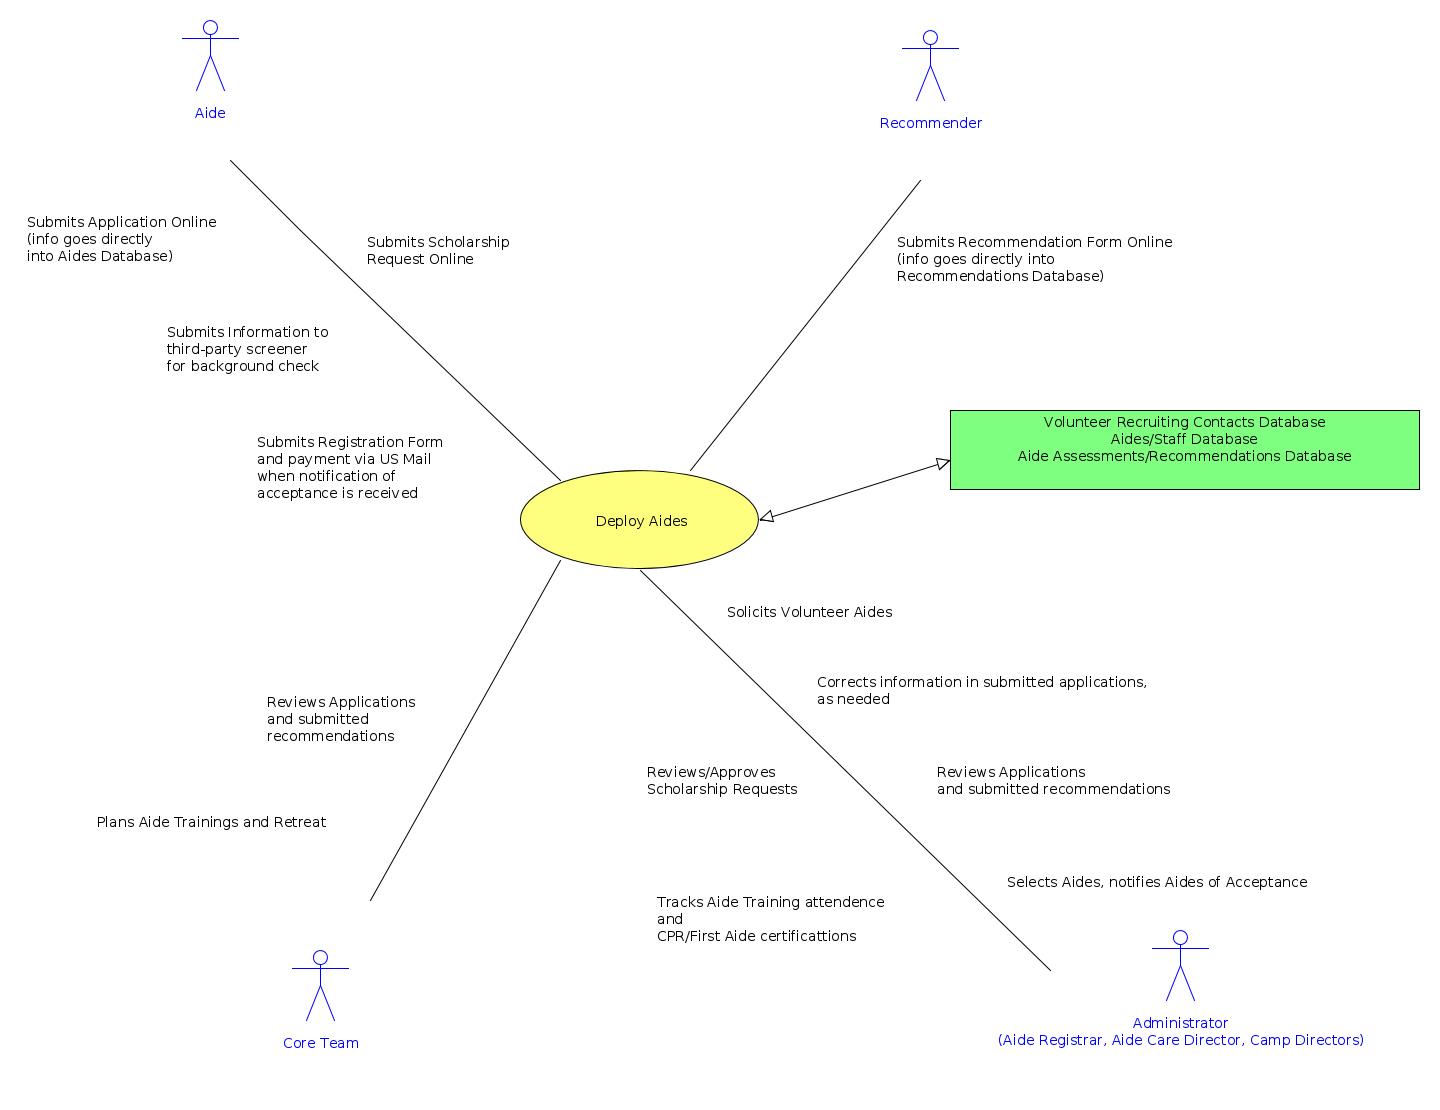 Aide
Recommender
Submits Application Online
(info goes directly
into Aides Database)
Submits Scholarship
Request Online
Submits Recommendation Form Online
(info goes directly into
Recommendations Database)
Submits Information to
third-party screener
for background check
Submits Registration Form
and payment via US Mail
when notification of
acceptance is received
Volunteer Recruiting Contacts Database
Aides/Staff Database
Aide Assessments/Recommendations Database
Deploy Aides
Solicits Volunteer Aides
Corrects information in submitted applications,
as needed
Reviews Applications
and submitted
recommendations
Reviews/Approves
Scholarship Requests
Reviews Applications
and submitted recommendations
Plans Aide Trainings and Retreat
Selects Aides, notifies Aides of Acceptance
Tracks Aide Training attendence
and
CPR/First Aide certificattions
Core Team
Administrator
(Aide Registrar, Aide Care Director, Camp Directors)